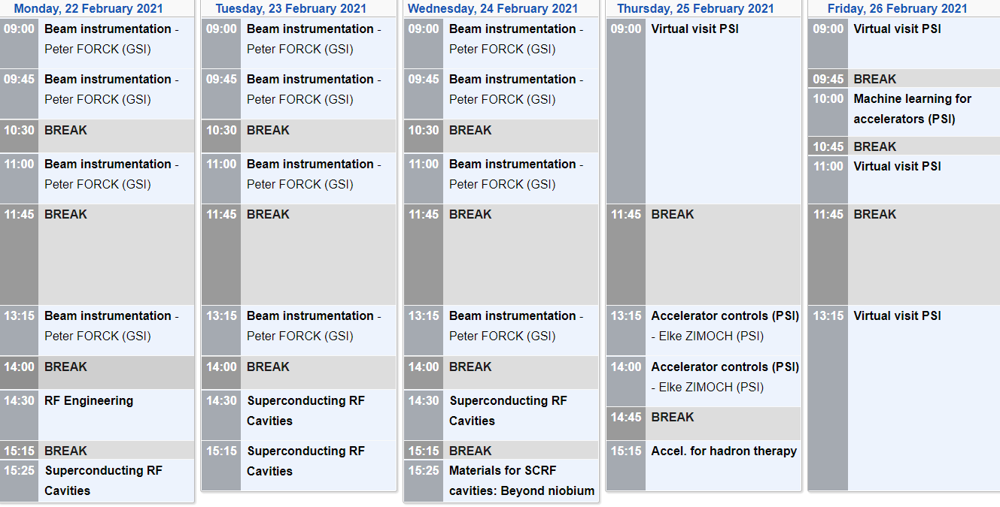 Monday, 22 February 2021
09:00 Beam instrumentation -
Peter FORCK (GSI)
09:45 Beam instrumentation -
Peter FORCK (GSI)
10:30 BREAK
11:00 Beam instrumentation -
Peter FORCK (GSI)
11:45 BREAK
13:15 Beam instrumentation -
Peter FORCK (GSI)
14:00 BREAK
14:30 RF Engineering
15:15 BREAK
15:25 Superconducting RF
Cavities
Tuesday, 23 February 2021
09:00 Beam instrumentation -
Peter FORCK (GSI)
09:45 Beam instrumentation -
Peter FORCK (GSI)
10:30 BREAK
11:00 Beam instrumentation -
Peter FORCK (GSI)
11:45 BREAK
13:15 Beam instrumentation -
Peter FORCK (GSI)
14:00 BREAK
14:30 Superconducting RF
Cavities
15:15 Superconducting RF
Cavities
Wednesday, 24 February 2021
09:00 Beam instrumentation -
Peter FORCK (GSI)
09:45 Beam instrumentation -
Peter FORCK (GSI)
10:30 BREAK
11:00 Beam instrumentation -
Peter FORCK (GSI)
11:45 BREAK
13:15 Beam instrumentation -
Peter FORCK (GSI)
14:00 BREAK
14:30 Superconducting RF
Cavities
15:15 BREAK
15:25 Materials for SCRF
cavities: Beyond niobium
Thursday, 25 February 2021
09:00 Virtual visit PSI
11:45 BREAK
13:15 Accelerator controls (PSI)
- Elke ZIMOCH (PSI)
14:00 Accelerator controls (PSI)
- Elke ZIMOCH (PSI)
14:45 BREAK
15:15 Accel. for hadron therapy
Friday, 26 February 2021
09:00 Virtual visit PSI
09:45 BREAK
10:00 Machine learning for
accelerators (PSI)
10:45 BREAK
11:00 Virtual visit PSI
11:45 BREAK
13:15 Virtual visit PSI